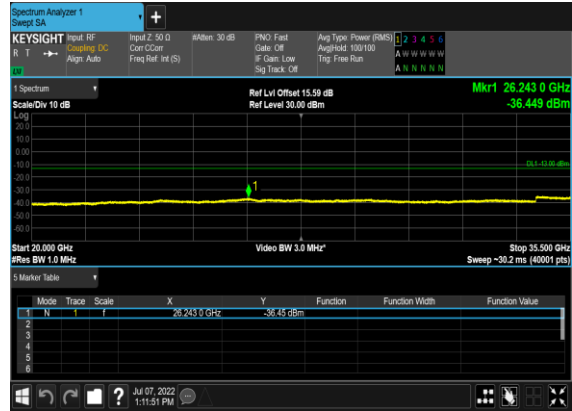 Spectrum Analyzer 1
Swept SA
+
KEYSIGHT Input: RF Input Z: 50 Ω #Atten: 30 dB PNO: Fast Avg Type: Power (RMS) 1 2 3 4 5 6
R T Coupling: DC Corr CCorr Gate: Off Avg|Hold: 100/100 A W W W W W
Align: Auto Freq Ref: Int (S) IF Gain: Low Trig: Free Run
Sig Track: Off A N N N N N
1 Spectrum Ref Lvl Offset 15.59 dB Mkr1 26.243 0 GHz
Scale/Div 10 dB Ref Level 30.00 dBm -36.449 dBm
Log
20.0
10.0
0.00
-10.0
DL1 -13.00 dBm
-20.0
1
-30.0
-40.0
-50.0
-60.0
Start 20.000 GHz Video BW 3.0 MHz* Stop 35.500 GHz
#Res BW 1.0 MHz Sweep ~30.2 ms (40001 pts)
5 Marker Table
Mode Trace Scale X Y Function Function Width Function Value
1 N 1 f 26.243 0 GHz -36.45 dBm
2
3
4
5
6
? Jul 07, 2022
1:11:51 PM